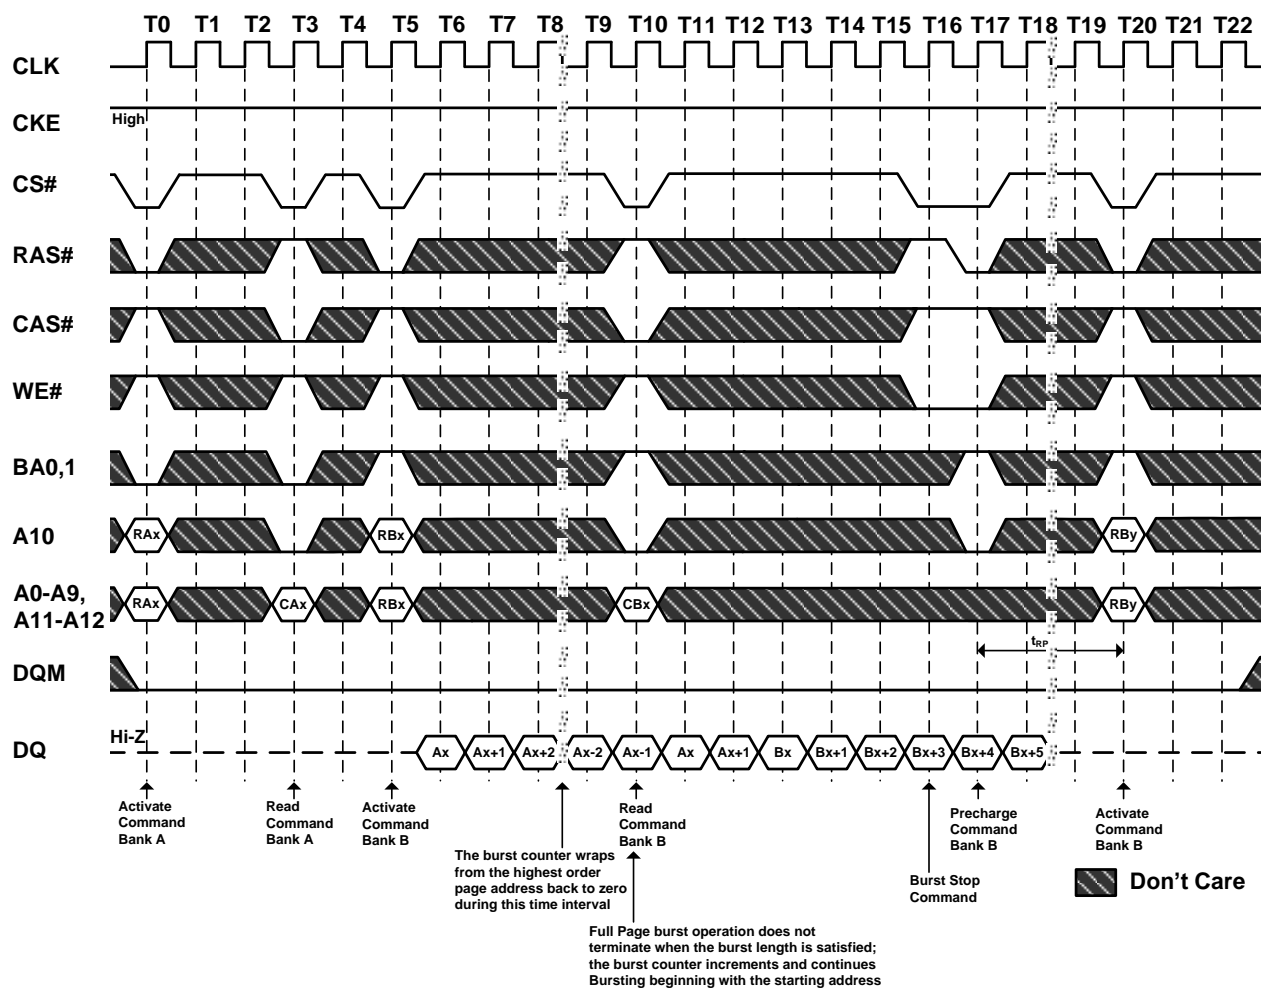 T0 T1 T2 T3 T4 T5 T6 T7 T8 T9 T10 T11 T12 T13 T14 T15 T16 T17 T18 T19 T20 T21 T22
CLK
CKE
High
CS#
RAS#
CAS#
WE#
BA0,1
A10
RAx
RBx
RBy
A0-A9,
A11-A12
RAx
CAx
RBx
CBx
RBy
tRP
DQM
DQ
Hi-Z
Ax Ax+1 Ax+2 Ax-2 Ax-1 Ax Ax+1 Bx Bx+1 Bx+2 Bx+3 Bx+4 Bx+5
Activate
Command
Bank A
Read
Command
Bank A
Activate
Command
Bank B
The burst counter wraps
from the highest order
page address back to zero
during this time interval
Read
Command
Bank B
Full Page burst operation does not
terminate when the burst length is satisfied;
the burst counter increments and continues
Bursting beginning with the starting address
Burst Stop
Command
Precharge
Command
Bank B
Activate
Command
Bank B
Don't Care